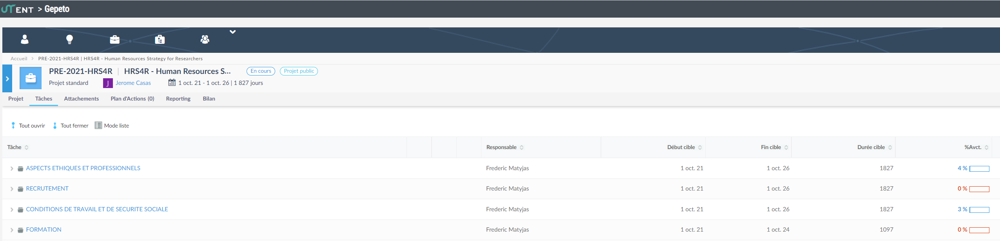 UM ENT > Gepeto
Accueil > PRE-2021-HRS4R | HRS4R - Human Resources Strategy for Researchers
PRE-2021-HRS4R | HRS4R - Human Resources S... En cours Projet public
Projet standard J Jerome Casas 1 oct. 21 - 1 oct. 26 | 1 827 jours
Projet Tâches Attachements Plan d'Actions (0) Reporting Bilan
Tout ouvrir Tout fermer Mode liste
Tâche Responsable Début cible Fin cible Durée cible %Avct.
ASPECTS ETHIQUES ET PROFESSIONNELS Frederic Matyjas 1 oct. 21 1 oct. 26 1827 4 %
RECRUTEMENT Frederic Matyjas 1 oct. 21 1 oct. 26 1827 0 %
CONDITIONS DE TRAVAIL ET DE SECURITE SOCIALE Frederic Matyjas 1 oct. 21 1 oct. 26 1827 3 %
FORMATION Frederic Matyjas 1 oct. 21 1 oct. 24 1097 0 %